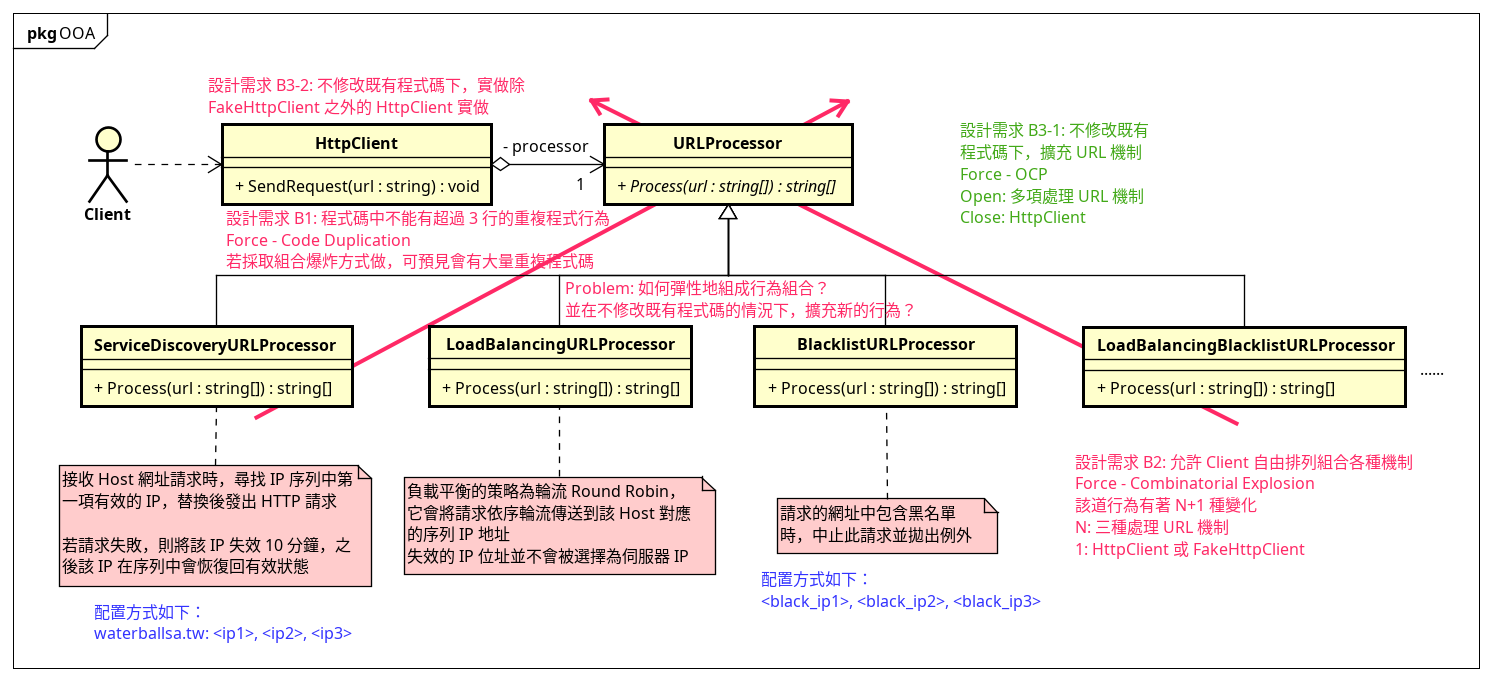 pkg OOA
設計需求 B3-2: 不修改既有程式碼下，實做除
FakeHttpClient 之外的 HttpClient 實做
HttpClient
+ SendRequest(url : string) : void
- processor
1
URLProcessor
+ Process(url : string[]) : string[]
設計需求 B3-1: 不修改既有
程式碼下，擴充 URL 機制
Force - OCP
Open: 多項處理 URL 機制
Close: HttpClient
Client
設計需求 B1: 程式碼中不能有超過 3 行的重複程式行為
Force - Code Duplication
若採取組合爆炸方式做，可預見會有大量重複程式碼
Problem: 如何彈性地組成行為組合？
並在不修改既有程式碼的情況下，擴充新的行為？
ServiceDiscoveryURLProcessor
+ Process(url : string[]) : string[]
LoadBalancingURLProcessor
+ Process(url : string[]) : string[]
BlacklistURLProcessor
+ Process(url : string[]) : string[]
LoadBalancingBlacklistURLProcessor
+ Process(url : string[]) : string[]
......
接收 Host 網址請求時，尋找 IP 序列中第
一項有效的 IP，替換後發出 HTTP 請求
若請求失敗，則將該 IP 失效 10 分鐘，之
後該 IP 在序列中會恢復回有效狀態
配置方式如下：
waterballsa.tw: <ip1>, <ip2>, <ip3>
負載平衡的策略為輪流 Round Robin，
它會將請求依序輪流傳送到該 Host 對應
的序列 IP 地址
失效的 IP 位址並不會被選擇為伺服器 IP
請求的網址中包含黑名單
時，中止此請求並拋出例外
配置方式如下：
<black_ip1>, <black_ip2>, <black_ip3>
設計需求 B2: 允許 Client 自由排列組合各種機制
Force - Combinatorial Explosion
該道行為有著 N+1 種變化
N: 三種處理 URL 機制
1: HttpClient 或 FakeHttpClient